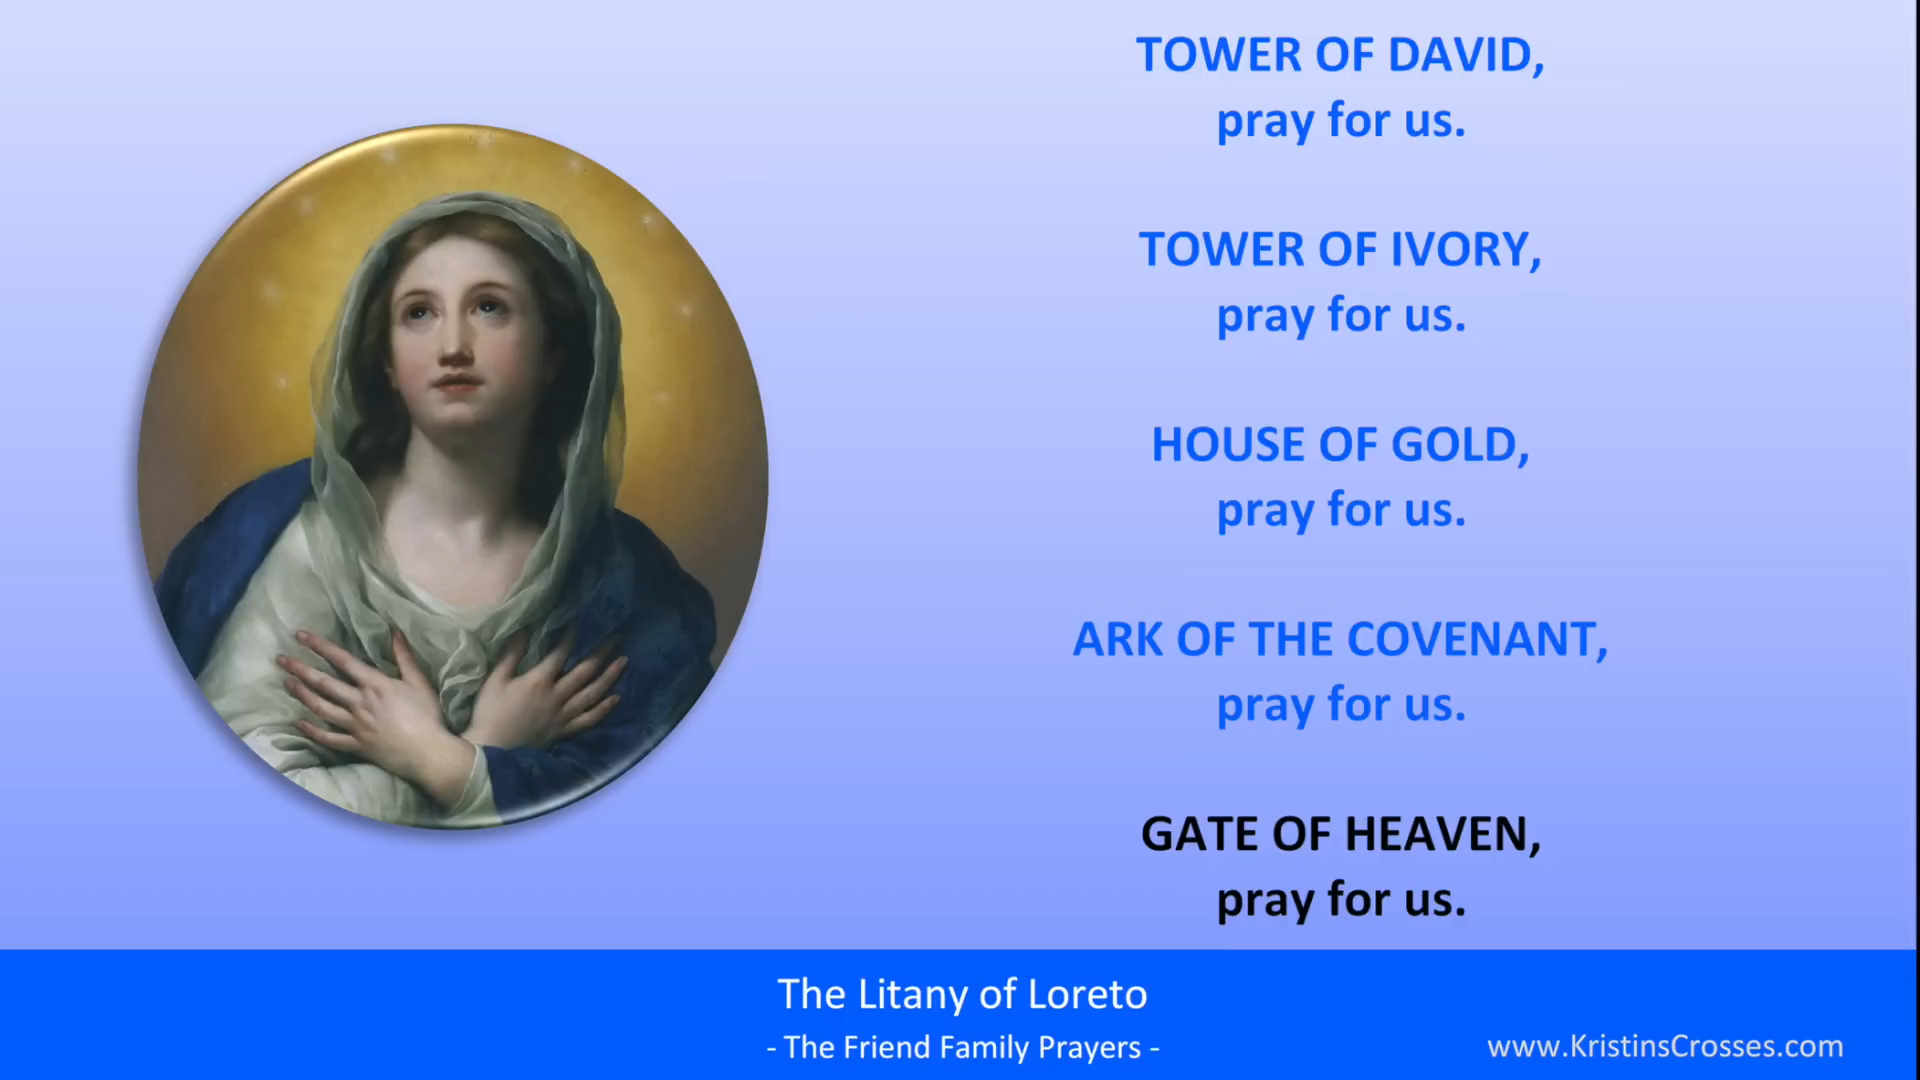 TOWER OF DAVID,
pray for us.
TOWER OF IVORY,
pray for us.
HOUSE OF GOLD,
pray for us.
ARK OF THE COVENANT,
pray for us.
GATE OF HEAVEN,
pray for us.
The Litany of Loreto
- The Friend Family Prayers -
www.KristinsCrosses.com